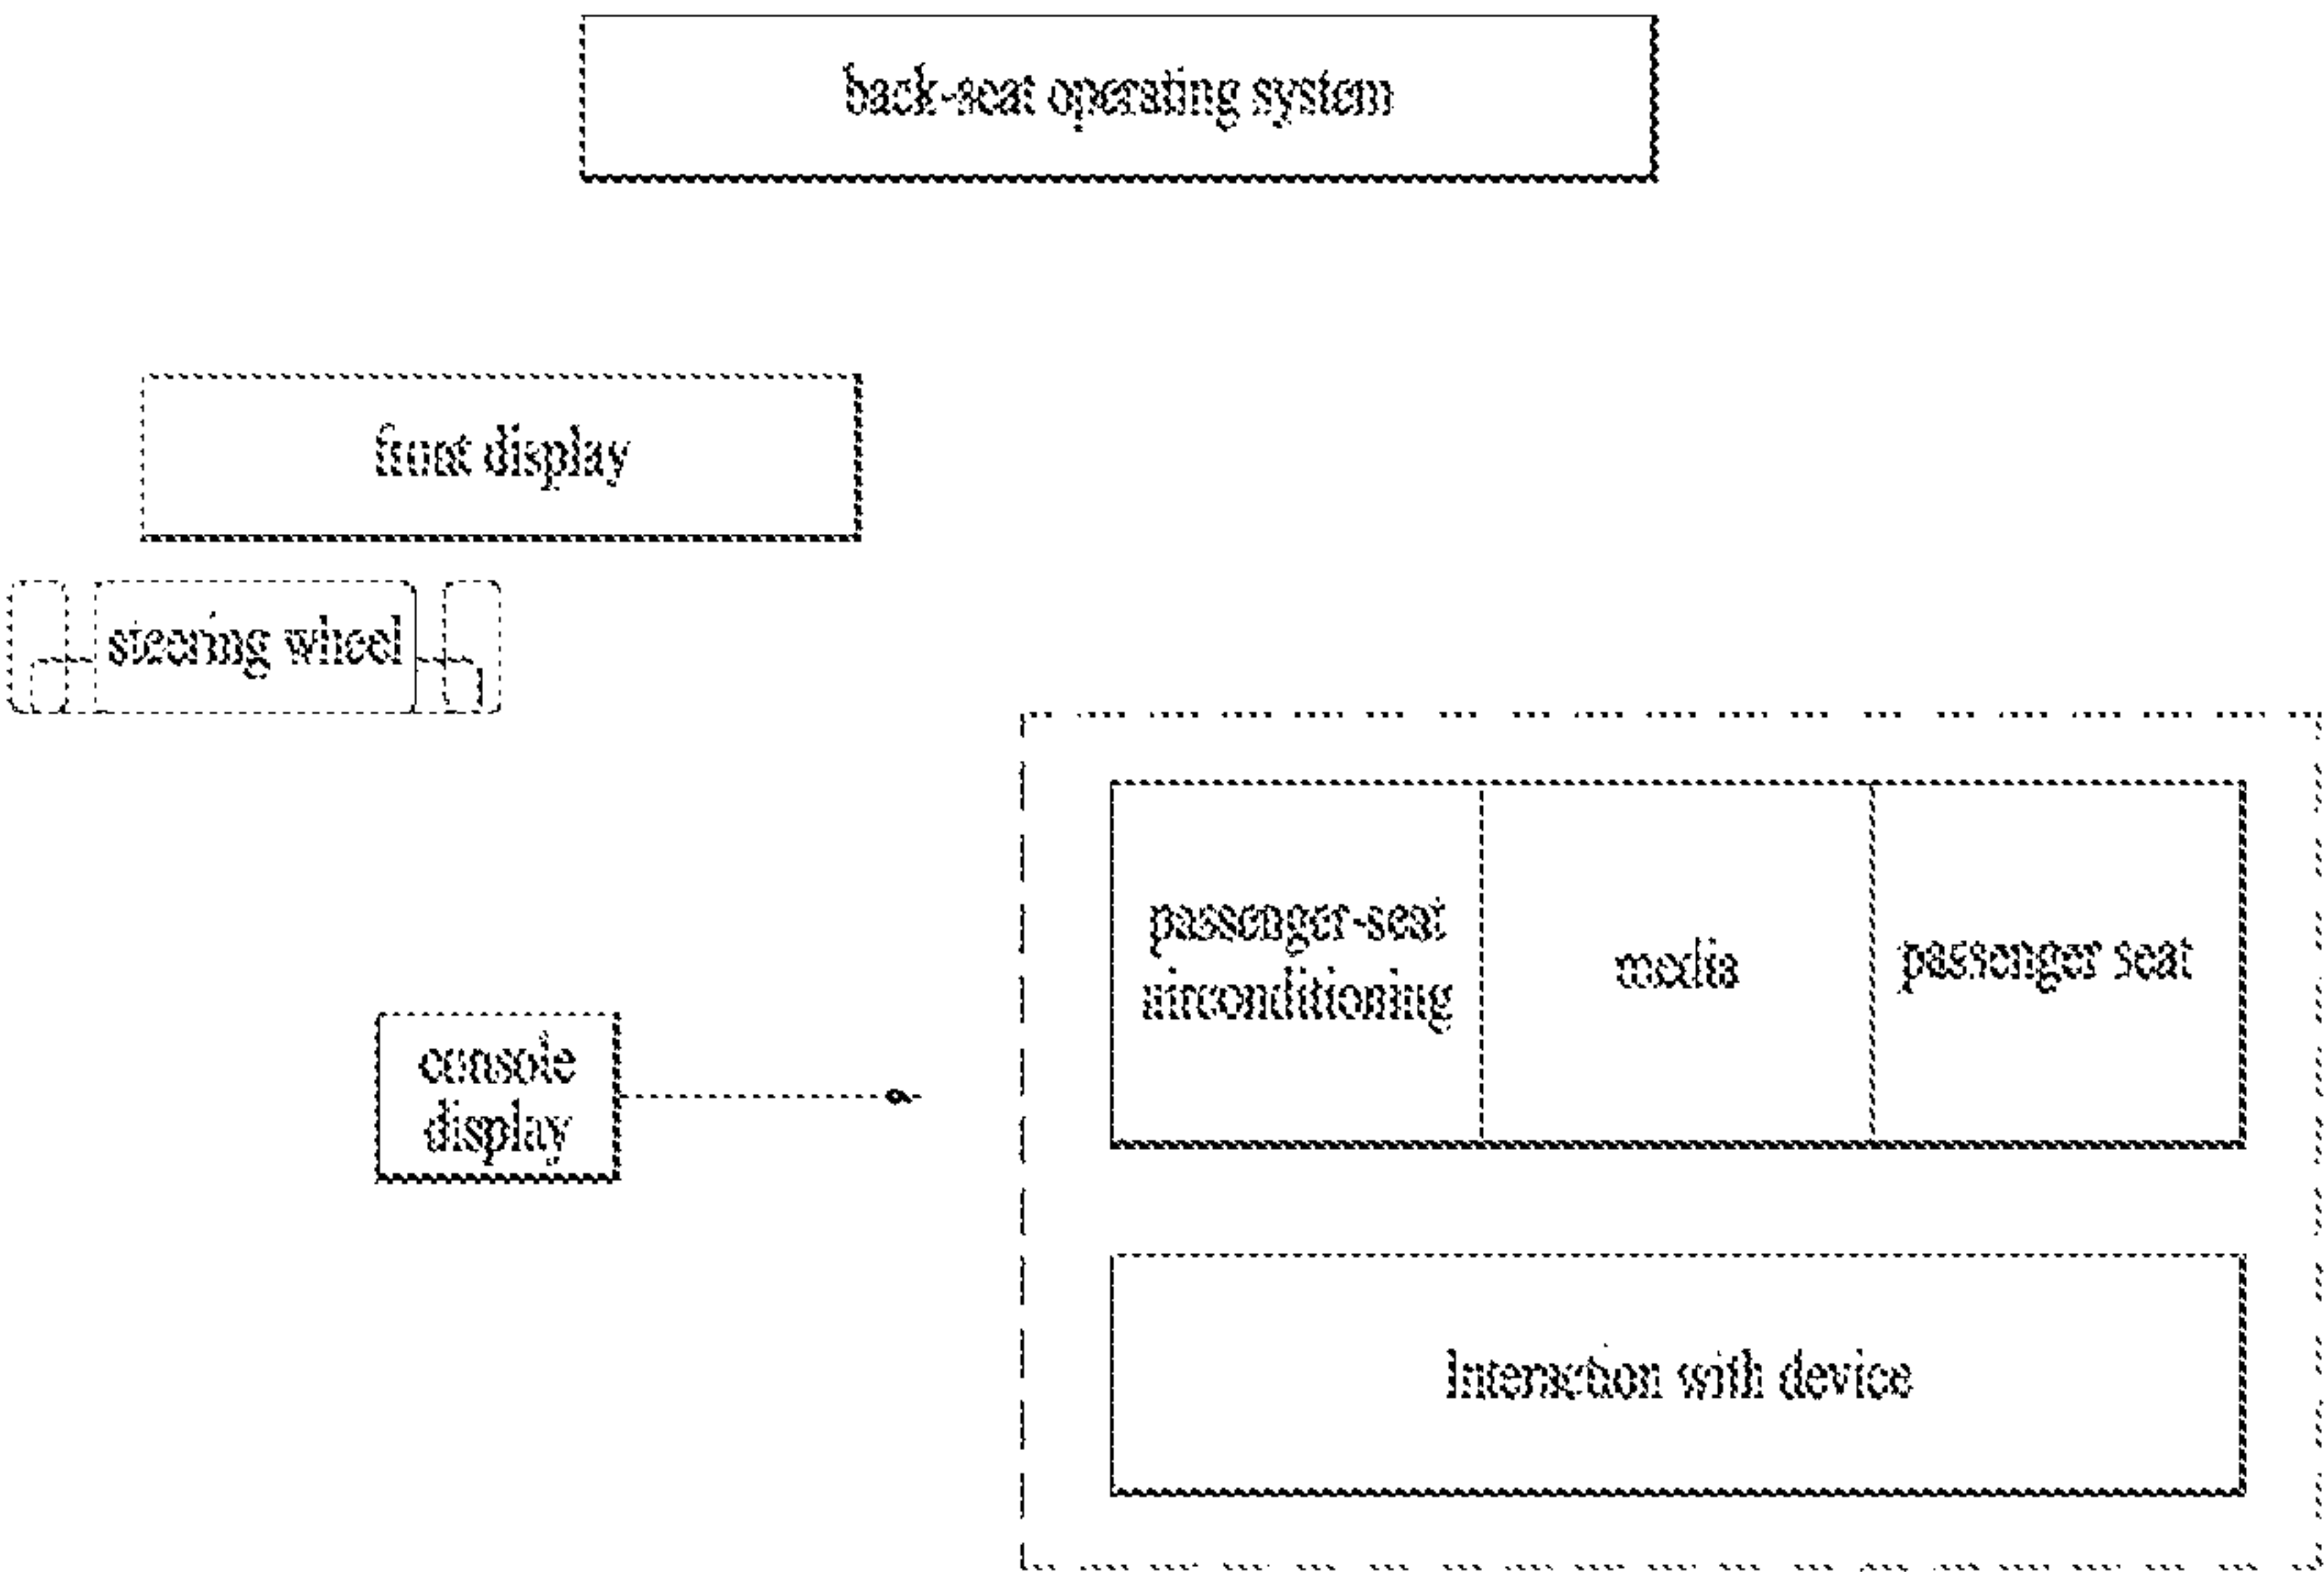 back-seat operating system
front display
steering wheel
passenger-seat
airconditioning
media
passenger seat
console
display
Interaction with device